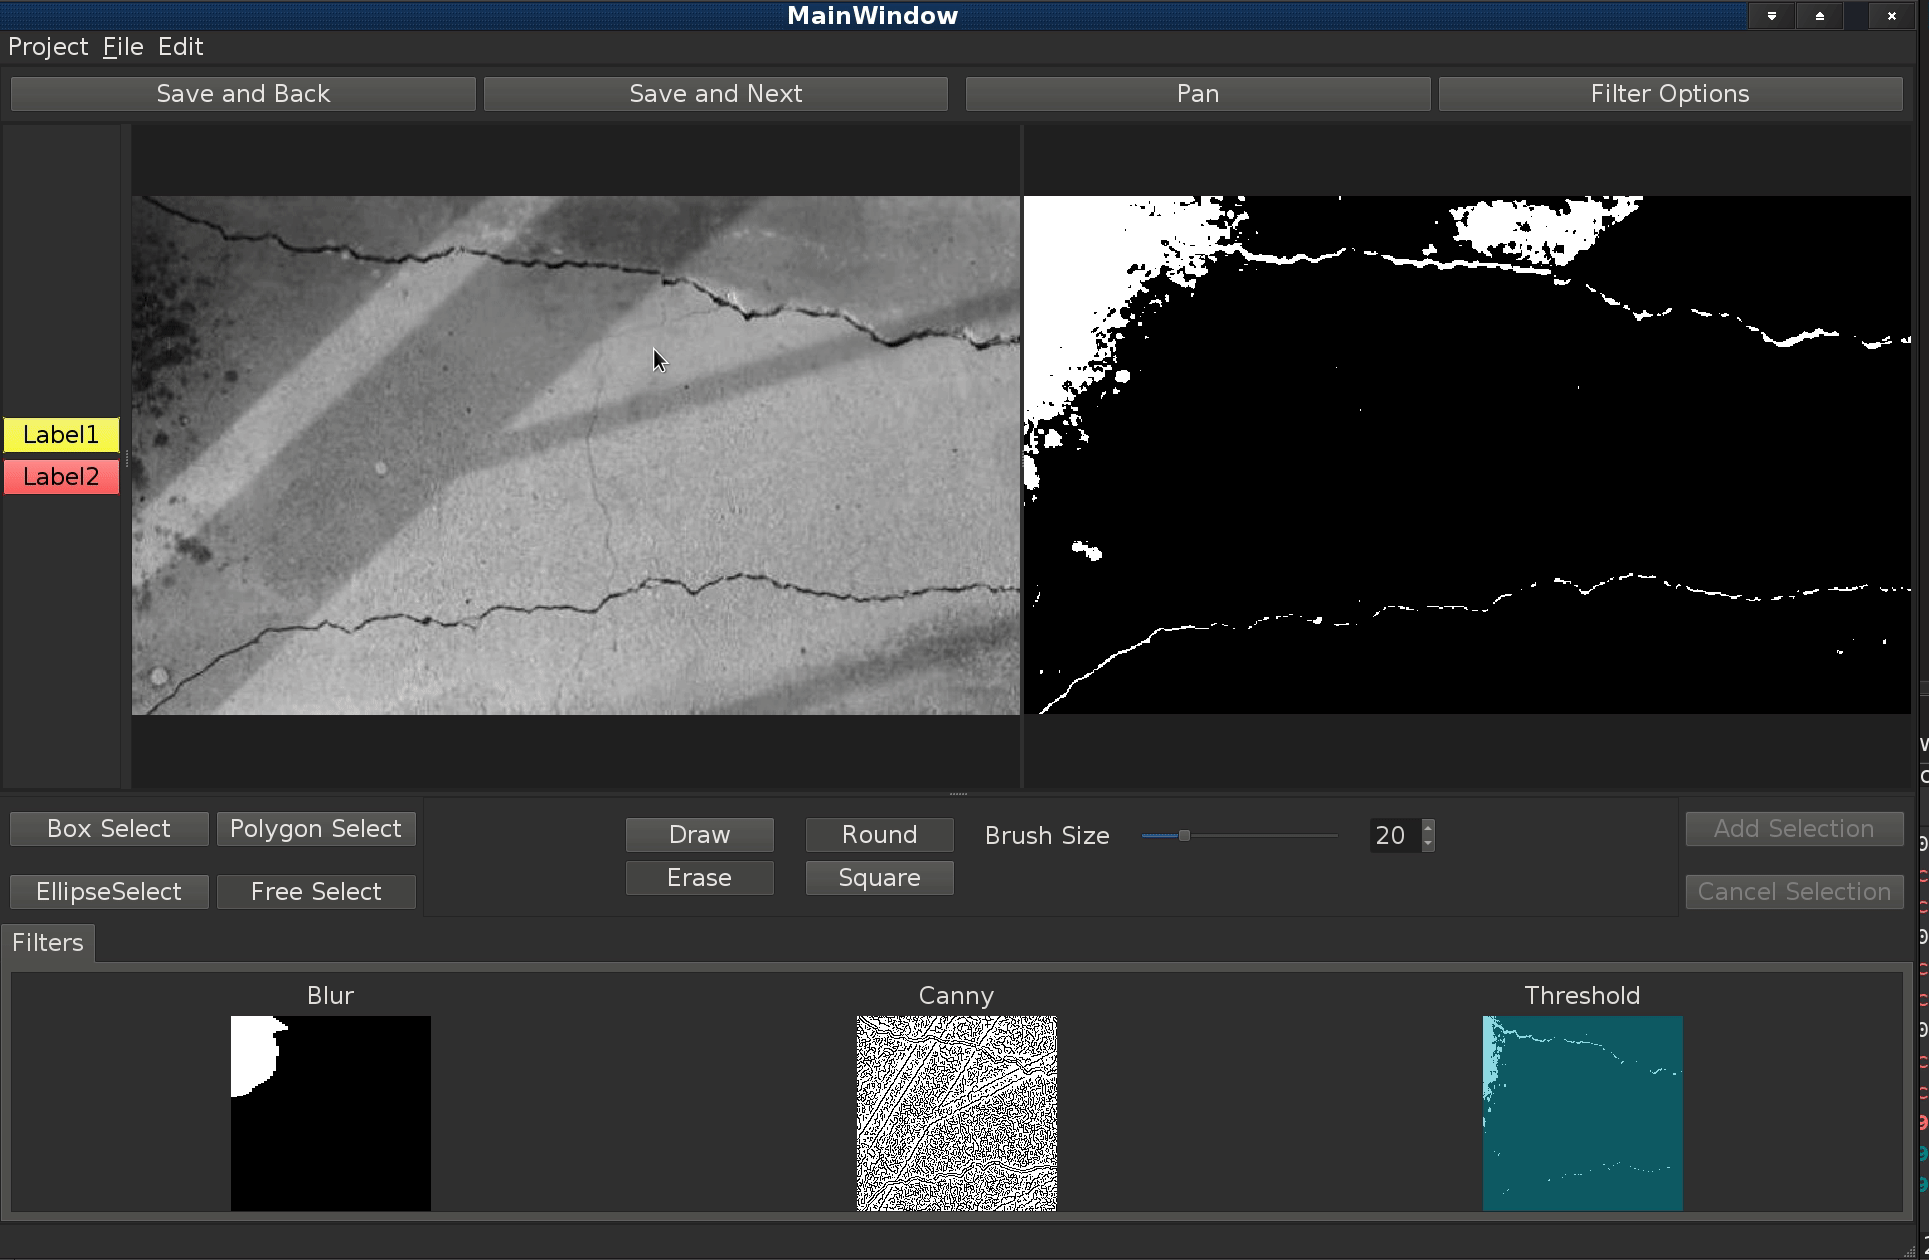 MainWindow
Project File Edit
Save and Back Save and Next Pan Filter Options
Label1
Label2
Box Select Polygon Select Draw Round Brush Size 20 Add Selection
EllipseSelect Free Select Erase Square Cancel Selection
Filters
Blur Canny Threshold